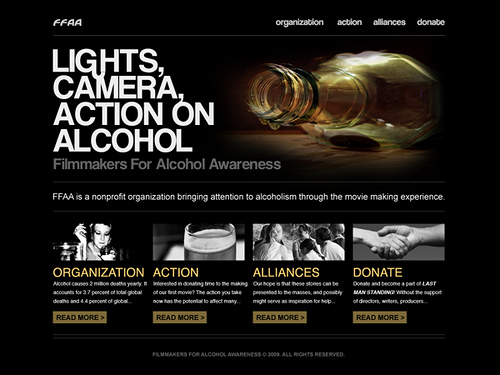 FFAA
organization action alliances donate
LIGHTS,
CAMERA,
ACTION ON
ALCOHOL
Filmmakers For Alcohol Awareness
FFAA is a nonprofit organization bringing attention to alcoholism through the movie making experience.
ORGANIZATION
Alcohol causes 2 million deaths yearly. It
accounts for 3.7 percent of total global
deaths and 4.4 percent of global...
READ MORE >
ACTION
Interested in donating time to the making
of our first movie? The action you take
now has the potential to affect many...
READ MORE >
ALLIANCES
Our hope is that these stories can be
presented to the masses, and possibly
might serve as inspiration for help...
READ MORE >
DONATE
Donate and become a part of LAST
MAN STANDING! Without the support
of directors, writers, producers...
READ MORE >
FILMMAKERS FOR ALCOHOL AWARENESS © 2009. ALL RIGHTS RESERVED.